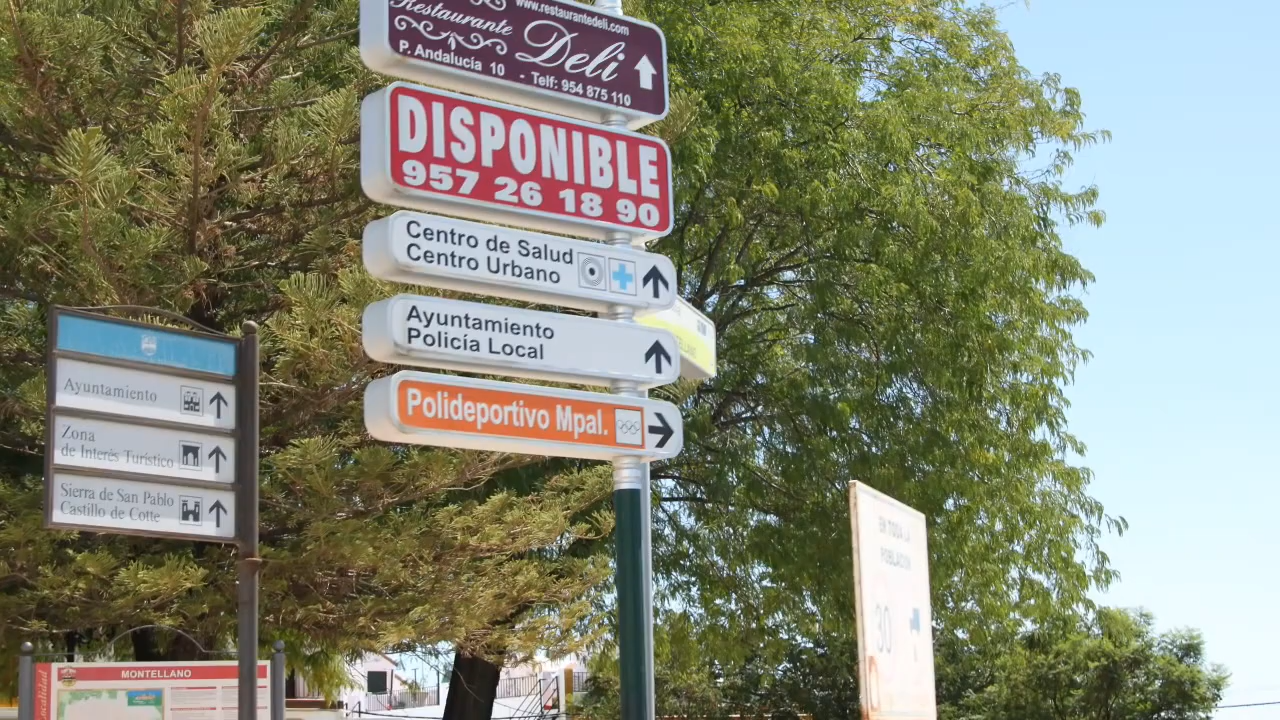 www.restaurantedeli.com
Restaurante
Deli
P. Andalucía 10 - Telf: 954 875 110
DISPONIBLE
957 26 18 90
Centro de Salud
Centro Urbano
Ayuntamiento
Policía Local
Polideportivo Mpal.
Ayuntamiento
Zona
de Interés Turístico
Sierra de San Pablo
Castillo de Cotte
EN TODA LA
POBLACION
30
MONTELLANO